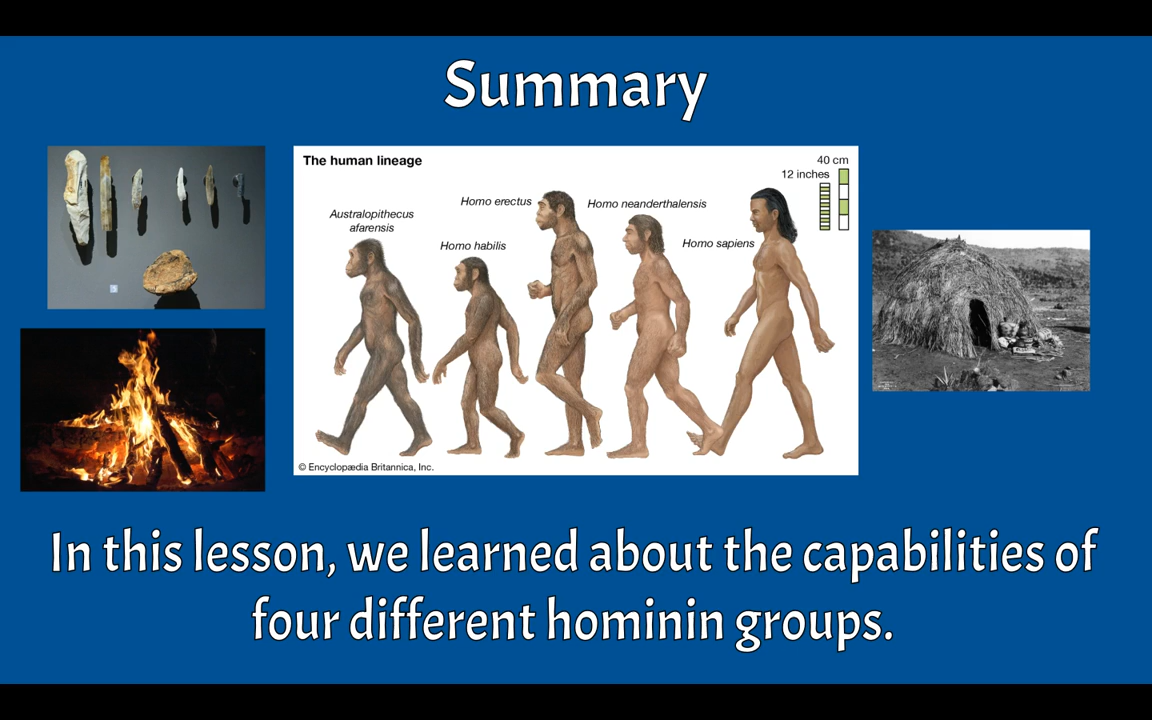 Summary
The human lineage
40 cm
12 inches
Homo erectus
Homo neanderthalensis
Australopithecus
afarensis
Homo habilis
Homo sapiens
© Encyclopædia Britannica, Inc.
In this lesson, we learned about the capabilities of
four different hominin groups.